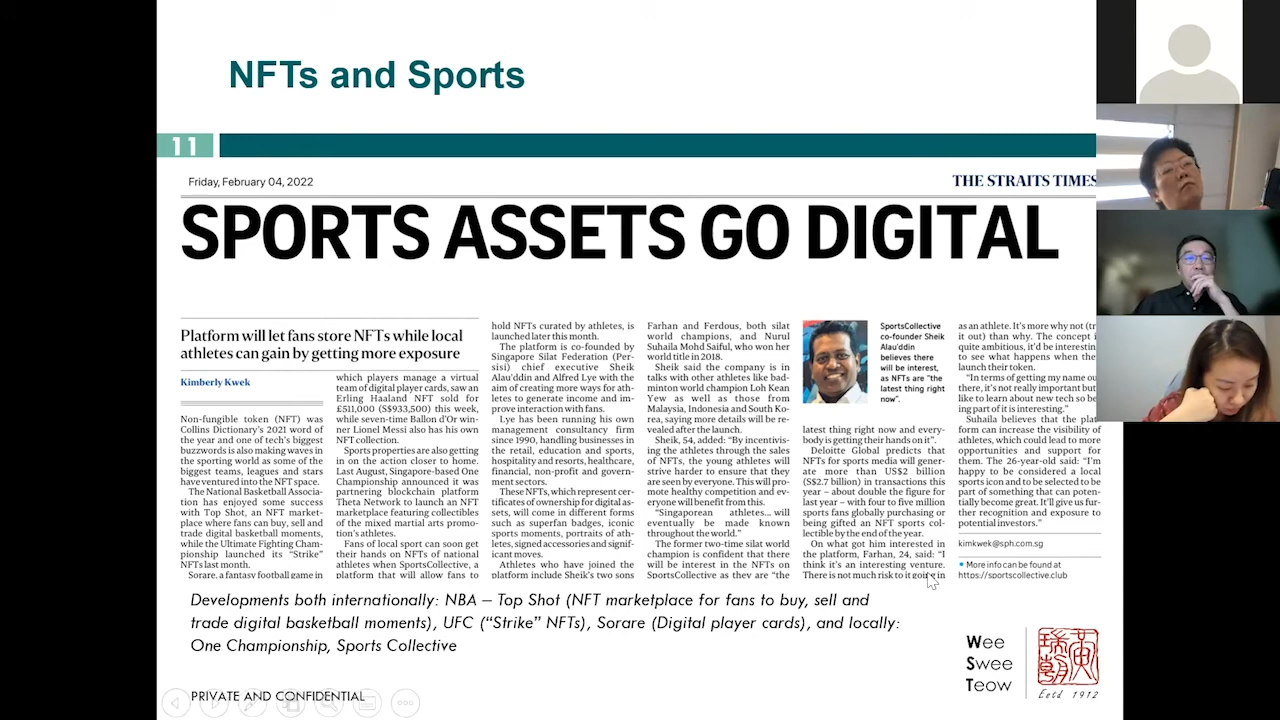 NFTs and Sports
11
Friday, February 04, 2022
THE STRAITS TIMES
SPORTS ASSETS GO DIGITAL
Platform will let fans store NFTs while local
athletes can gain by getting more exposure
Kimberly Kwek
Non-fungible token (NFT) was
Collins Dictionary's 2021 word of
the year and one of tech's biggest
buzzwords is also making waves in
the sporting world as some of the
biggest teams, leagues and stars
have ventured into the NFT space.
The National Basketball Associa-
tion has enjoyed some success
with Top Shot, an NFT market-
place where fans can buy, sell and
trade digital basketball moments,
while the Ultimate Fighting Cham-
pionship launched its "Strike"
NFTs last month.
Sorare, a fantasy football game in
which players manage a virtual
team of digital player cards, saw an
Erling Haaland NFT sold for
£511,000 (S$933,500) this week,
while seven-time Ballon d'Or win-
ner Lionel Messi also has his own
NFT collection.
Sports properties are also getting
in on the action closer to home.
Last August, Singapore-based One
Championship announced it was
partnering blockchain platform
Theta Network to launch an NFT
marketplace featuring collectibles
of the mixed martial arts promo-
tion's athletes.
Fans of local sport can soon get
their hands on NFTs of national
athletes when SportsCollective, a
platform that will allow fans to
hold NFTs curated by athletes, is
launched later this month.
The platform is co-founded by
Singapore Silat Federation (Per-
sisi) chief executive Sheik
Alau'ddin and Alfred Lye with the
aim of creating more ways for ath-
letes to generate income and im-
prove interaction with fans.
Lye has been running his own
management consultancy firm
since 1990, handling businesses in
the retail, education and sports,
hospitality and resorts, healthcare,
financial, non-profit and govern-
ment sectors.
These NFTs, which represent cer-
tificates of ownership for digital as-
sets, will come in different forms
such as superfan badges, iconic
sports moments, portraits of ath-
letes, signed accessories and signif-
icant moves.
Athletes who have joined the
platform include Sheik's two sons
Farhan and Ferdous, both silat
world champions, and Nurul
Suhaila Mohd Saiful, who won her
world title in 2018.
Sheik said the company is in
talks with other athletes like bad-
minton world champion Loh Kean
Yew as well as those from
Malaysia, Indonesia and South Ko-
rea, saying more details will be re-
vealed after the launch.
Sheik, 54, added: "By incentivis-
ing the athletes through the sales
of NFTs, the young athletes will
strive harder to ensure that they
are seen by everyone. This will pro-
mote healthy competition and ev-
eryone will benefit from this.
"Singaporean athletes... will
eventually be made known
throughout the world."
The former two-time silat world
champion is confident that there
will be interest in the NFTs on
SportsCollective as they are "the
SportsCollective
co-founder Sheik
Alau'ddin
believes there
will be interest,
as NFTs are "the
latest thing right
now".
latest thing right now and every-
body is getting their hands on it".
Deloitte Global predicts that
NFTs for sports media will gener-
ate more than US$2 billion
(S$2.7 billion) in transactions this
year – about double the figure for
last year – with four to five million
sports fans globally purchasing or
being gifted an NFT sports col-
lectible by the end of the year.
On what got him interested in
the platform, Farhan, 24, said: "I
think it's an interesting venture.
There is not much risk to it going in
as an athlete. It's more why not (tr
it out) than why. The concept i
quite ambitious, it'd be interestin
to see what happens when the
launch their token.
"In terms of getting my name ou
there, it's not really important but
like to learn about new tech so be
ing part of it is interesting."
Suhaila believes that the plat
form can increase the visibility of
athletes, which could lead to more
opportunities and support for
them. The 26-year-old said: "I'm
happy to be considered a local
sports icon and to be selected to be
part of something that can poten-
tially become great. It'll give us fur-
ther recognition and exposure to
potential investors."
kimkwek@sph.com.sg
• More info can be found at
https://sportscollective.club
Developments both internationally: NBA – Top Shot (NFT marketplace for fans to buy, sell and
trade digital basketball moments), UFC ("Strike" NFTs), Sorare (Digital player cards), and locally:
One Championship, Sports Collective
Wee
Swee
Teow
Estd 1912
PRIVATE AND CONFIDENTIAL